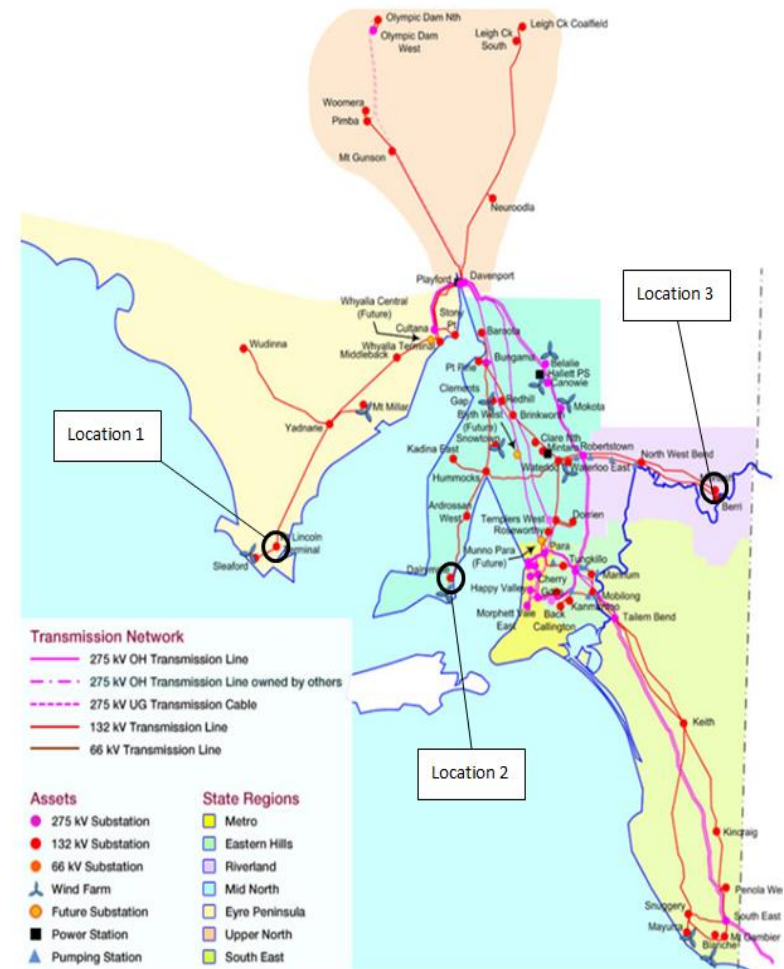 Olympic Dam Nth
Olympic Dam
West
Leigh Ck Coalfield
Leigh Ck
South
Woomera
Pimba
Mt Gunson
Neuroodla
Playford
Davenport
Whyalla Central
(Future)
Stony
Pt
Cultana
Whyalla Terminal
Middleback
Wudinna
Yadnarie
Mt Millar
Location 1
Location 3
Baroota
Bungama
Pt Pirie
Belalie
Hallett PS
Canowie
Mokota
Clements
Gap
Redhill
Brinkworth
Blyth West
(Future)
Clare Nth
Mintaro
Robertstown
North West Bend
Snowtown
Kadina East
Waterloo
Waterloo East
Berri
Hummocks
Ardrossan
West
Templers West
Dorrien
Roseworthy
Lincoln
Terminal
Sleaford
Munno Para
(Future)
Para
Tungkillo
Mannum
Mobilong
Happy Valley
Cherry
Kanmantoo
Tailem Bend
Morphett Vale
East
Back
Callington
Transmission Network
275 kV OH Transmission Line
275 kV OH Transmission Line owned by others
275 kV UG Transmission Cable
132 kV Transmission Line
66 kV Transmission Line
Location 2
Keith
Assets
275 kV Substation
132 kV Substation
66 kV Substation
Wind Farm
Future Substation
Power Station
Pumping Station
State Regions
Metro
Eastern Hills
Riverland
Mid North
Eyre Peninsula
Upper North
South East
Kincraig
Penola We
Snuggery
South East
Mayurra
Mt Gambier
Blanche